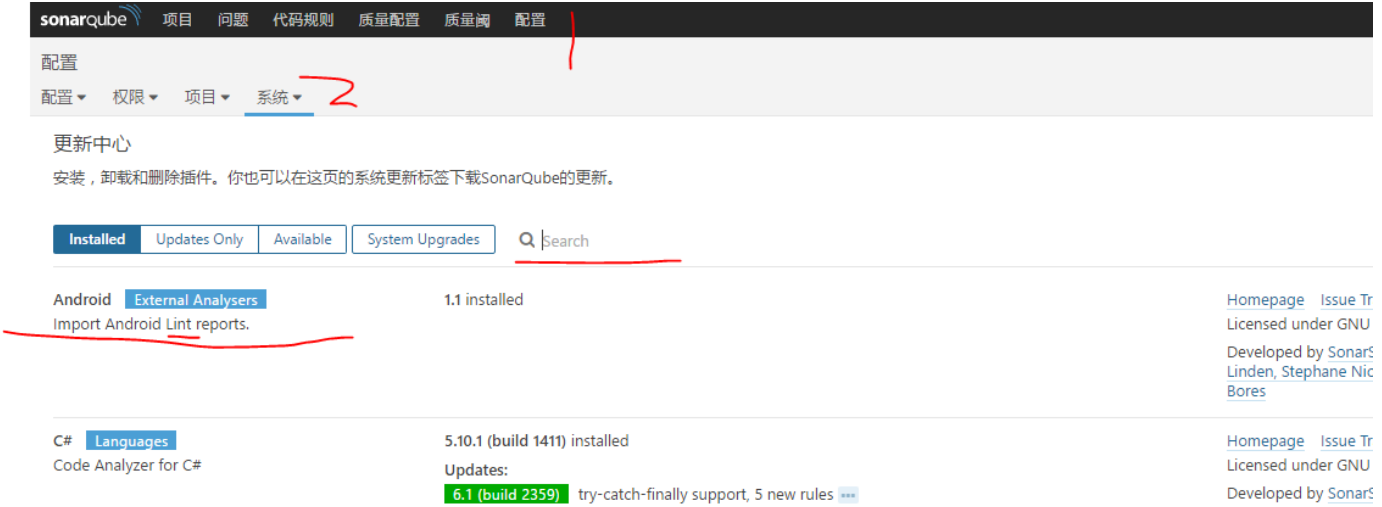 sonarqube 项目 问题 代码规则 质量配置 质量阈 配置
1
配置
配置 权限 项目 系统 2
更新中心
安装，卸载和删除插件。你也可以在这页的系统更新标签下载SonarQube的更新。
Installed Updates Only Available System Upgrades Search
Android External Analysers 1.1 installed Homepage Issue Tr
Import Android Lint reports. Licensed under GNU
Developed by SonarS
Linden, Stephane Nic
Bores
C# Languages 5.10.1 (build 1411) installed Homepage Issue Tr
Code Analyzer for C# Licensed under GNU
Updates:
6.1 (build 2359) try-catch-finally support, 5 new rules ••• Developed by SonarS